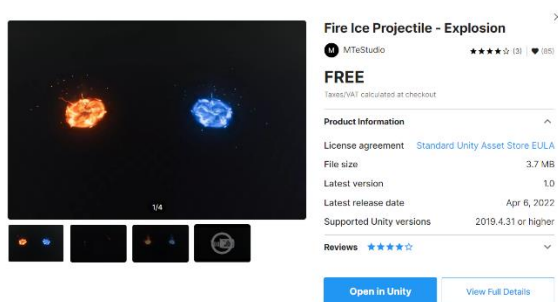 Fire Ice Projectile - Explosion
M MTeStudio
(3) | (85)
FREE
Taxes/VAT calculated at checkout
Product Information
License agreement Standard Unity Asset Store EULA
File size 3.7 MB
Latest version 1.0
Latest release date Apr 6, 2022
Supported Unity versions 2019.4.31 or higher
Reviews
Open in Unity View Full Details
1/4